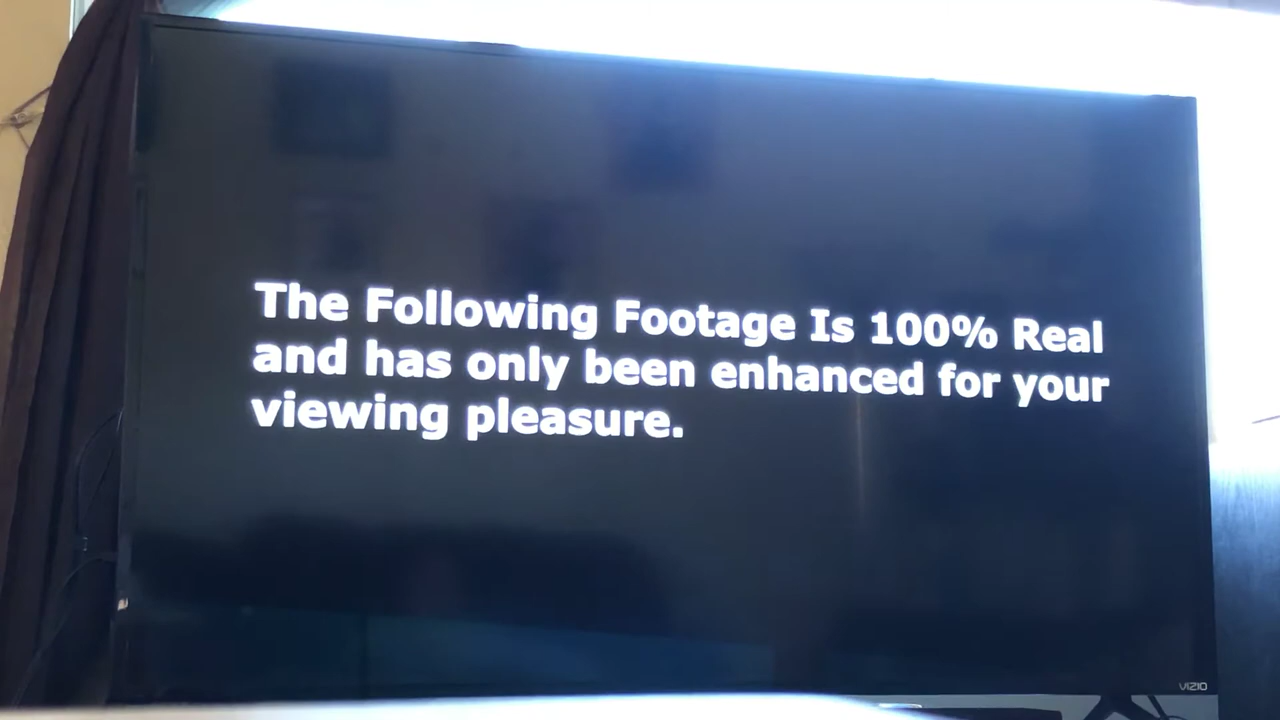 The Following Footage Is 100% Real
and has only been enhanced for your
viewing pleasure.
VIZIO